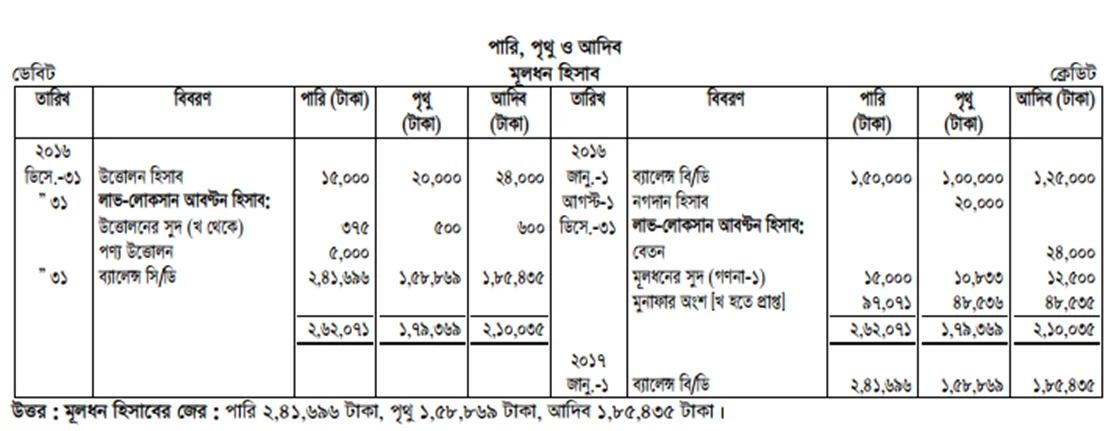 পারি, পৃথু ও আদিব
ডেবিট মূলধন হিসাব ক্রেডিট
তারিখ বিবরণ পারি (টাকা) পৃথু (টাকা) আদিব (টাকা) তারিখ বিবরণ পারি (টাকা) পৃথু (টাকা) আদিব (টাকা)
২০১৬ ২০১৬
ডিসে.-৩১ উত্তোলন হিসাব ১৫,০০০ ২০,০০০ ২৪,০০০ জানু.-১ ব্যালেন্স বি/ডি ১,৫০,০০০ ১,০০,০০০ ১,২৫,০০০
" ৩১ লাভ-লোকসান আবণ্টন হিসাব: আগস্ট-১ নগদান হিসাব ২০,০০০
উত্তোলনের সুদ (খ থেকে) ৩৭৫ ৫০০ ৬০০ ডিসে.-৩১ লাভ-লোকসান আবণ্টন হিসাব:
পণ্য উত্তোলন ৫,০০০ বেতন ২৪,০০০
" ৩১ ব্যালেন্স সি/ডি ২,৪১,৬৯৬ ১,৫৮,৮৬৯ ১,৮৫,৪৩৫ মূলধনের সুদ (গণনা-১) ১৫,০০০ ১০,৮৩৩ ১২,৫০০
মুনাফার অংশ [খ হতে প্রাপ্ত] ৯৭,০৭১ ৪৮,৫৩৬ ৪৮,৫৩৫
২,৬২,০৭১ ১,৭৯,৩৬৯ ২,১০,০৩৫ ২,৬২,০৭১ ১,৭৯,৩৬৯ ২,১০,০৩৫
২০১৭
জানু.-১ ব্যালেন্স বি/ডি ২,৪১,৬৯৬ ১,৫৮,৮৬৯ ১,৮৫,৪৩৫
উত্তর : মূলধন হিসাবের জের : পারি ২,৪১,৬৯৬ টাকা, পৃথু ১,৫৮,৮৬৯ টাকা, আদিব ১,৮৫,৪৩৫ টাকা।